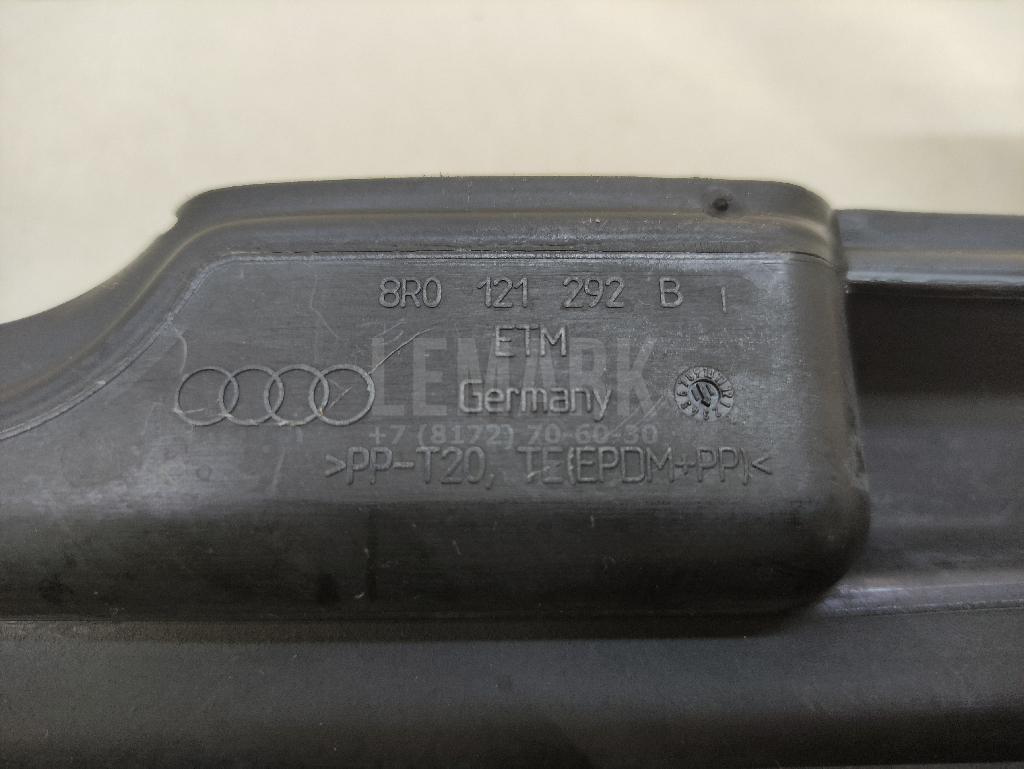 8R0 121 292 B I
ETM
LEMARK
Germany
+7 (8172) 70-60-30
>PP-T20, TE(EPDM+PP)<